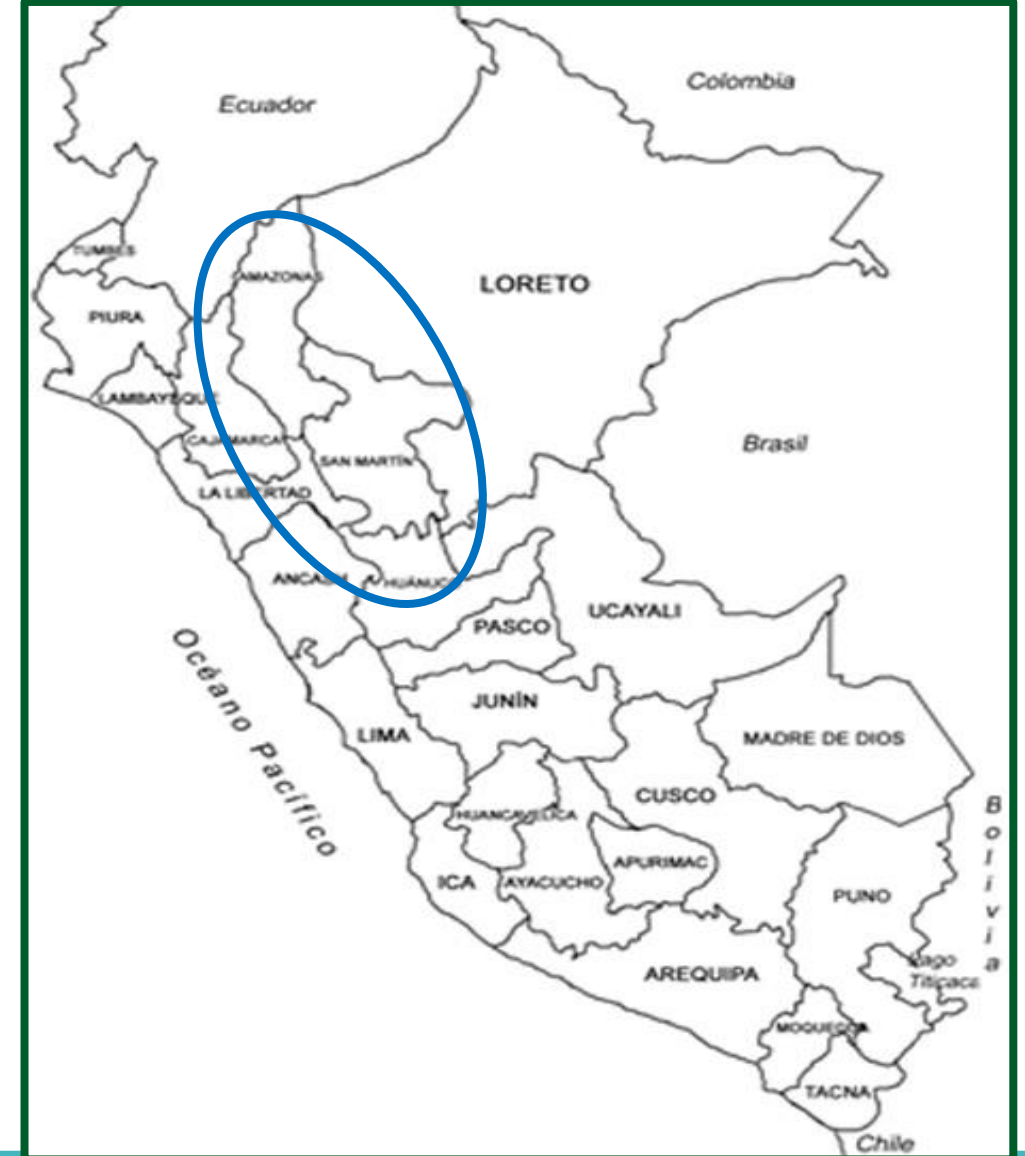 Colombia
Ecuador
TUMBES
AMAZONAS
LORETO
PIURA
LAMBAYEQUE
CAJAMARCA
Brasil
SAN MARTÍN
LA LIBERTAD
ANCASH
HUÁNUCO
UCAYALI
PASCO
Océano Pacífico
JUNÍN
LIMA
MADRE DE DIOS
CUSCO
HUANCAVELICA
Bolivia
APURIMAC
ICA
AYACUCHO
PUNO
Lago
Titicaca
AREQUIPA
MOQUEGUA
TACNA
Chile